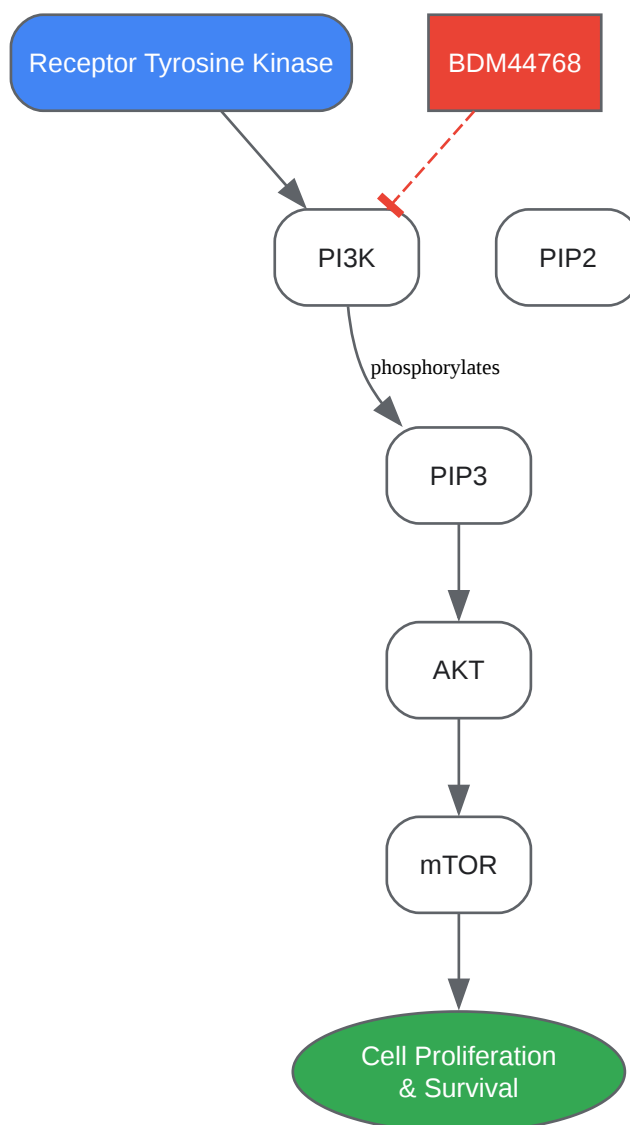 Receptor Tyrosine Kinase
BDM44768
PI3K
PIP2
phosphorylates
PIP3
AKT
mTOR
Cell Proliferation
& Survival